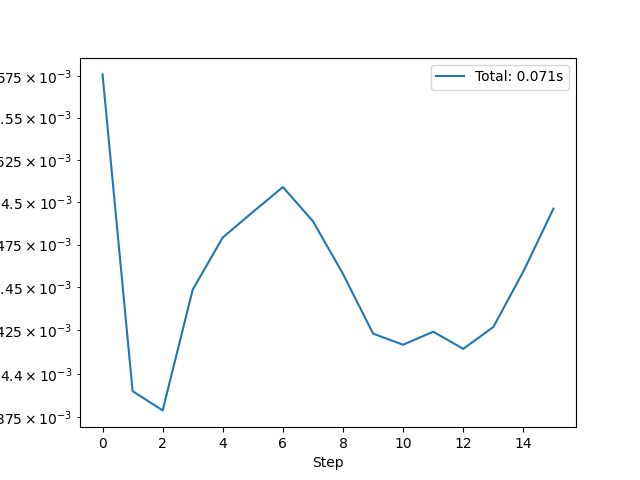 Total: 0.071s
575 × 10⁻³
.55 × 10⁻³
525 × 10⁻³
4.5 × 10⁻³
475 × 10⁻³
.45 × 10⁻³
425 × 10⁻³
4.4 × 10⁻³
375 × 10⁻³
0 2 4 6 8 10 12 14
Step